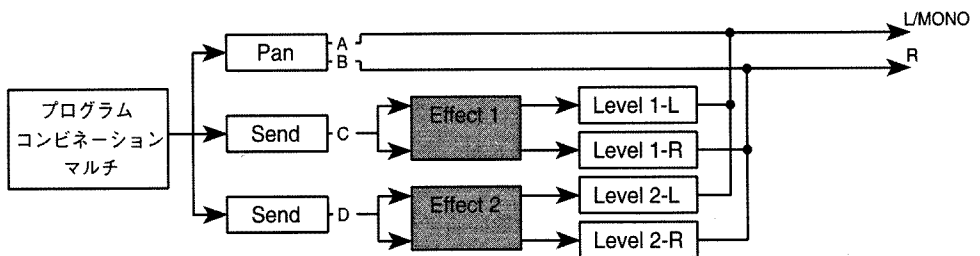 プログラム
コンビネーション
マルチ
Pan
A
B
L/MONO
R
Send
C
Effect 1
Level 1-L
Level 1-R
Send
D
Effect 2
Level 2-L
Level 2-R